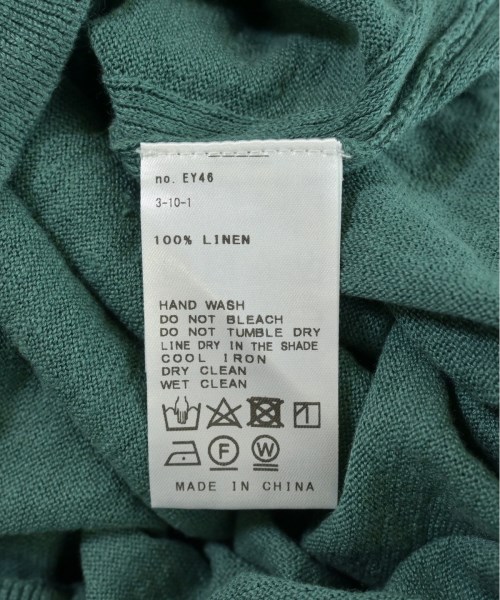 no. EY46
3-10-1
100% LINEN
HAND WASH
DO NOT BLEACH
DO NOT TUMBLE DRY
LINE DRY IN THE SHADE
COOL IRON
DRY CLEAN
WET CLEAN
F W
MADE IN CHINA